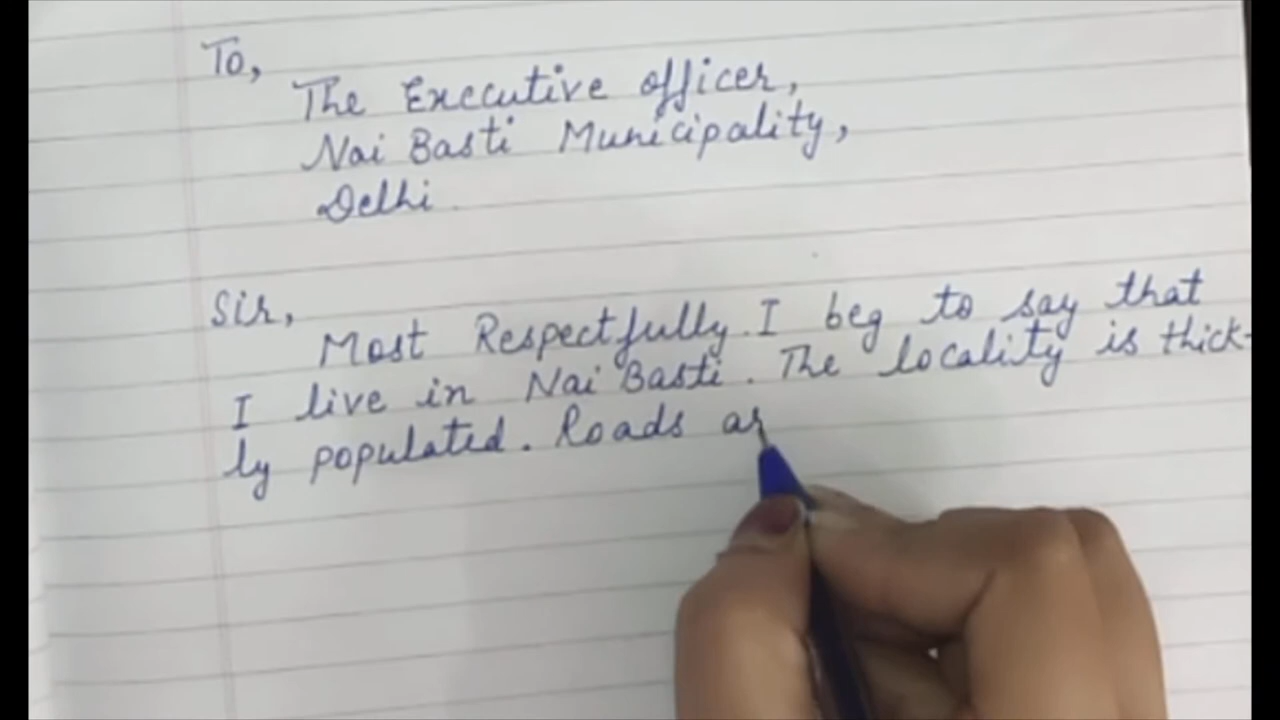 To,
The Executive officer,
Nai Basti Municipality,
Delhi.
Sir,
Most Respectfully I beg to say that
I live in Nai Basti. The locality is thick-
ly populated. Roads ar